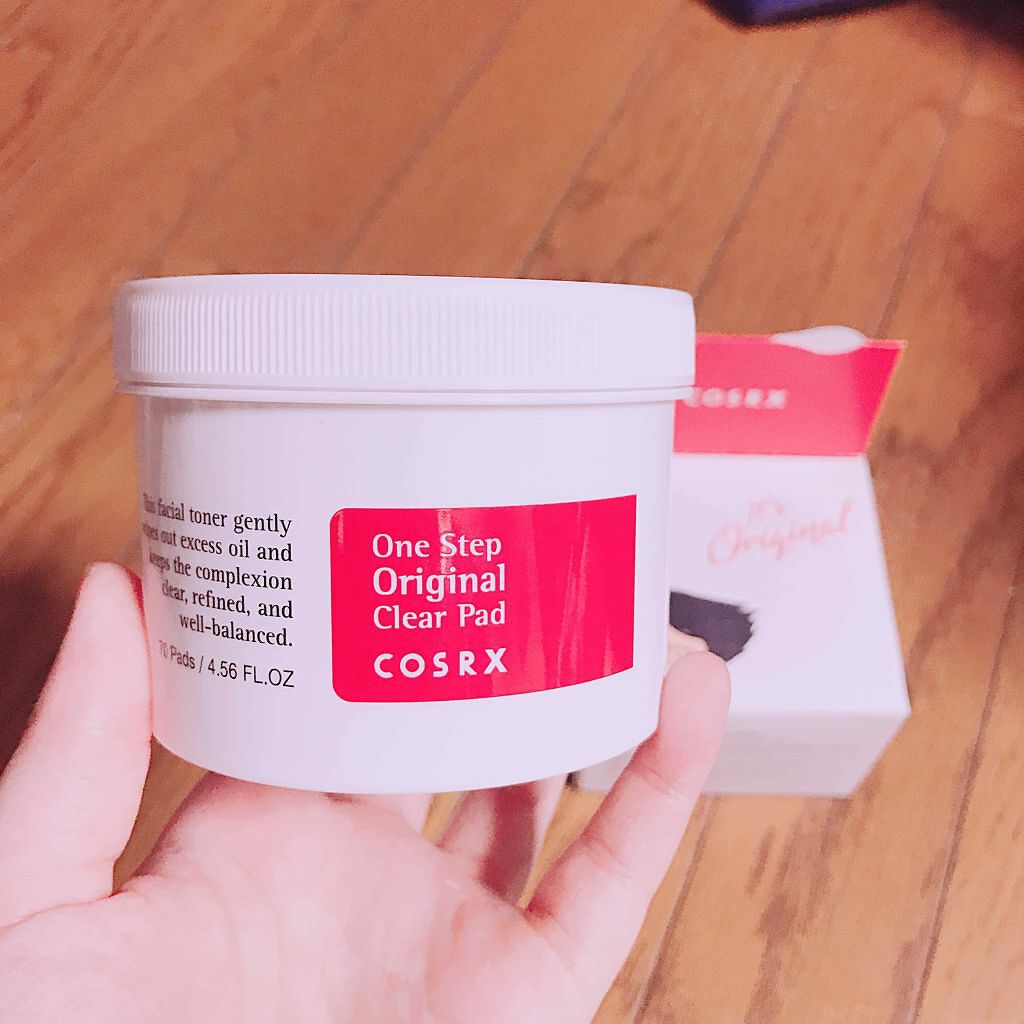 This facial toner gently
wipes out excess oil and
keeps the complexion
clear, refined, and
well-balanced.
70 Pads / 4.56 FL.OZ
One Step
Original
Clear Pad
COSRX
COSRX
It's
Original